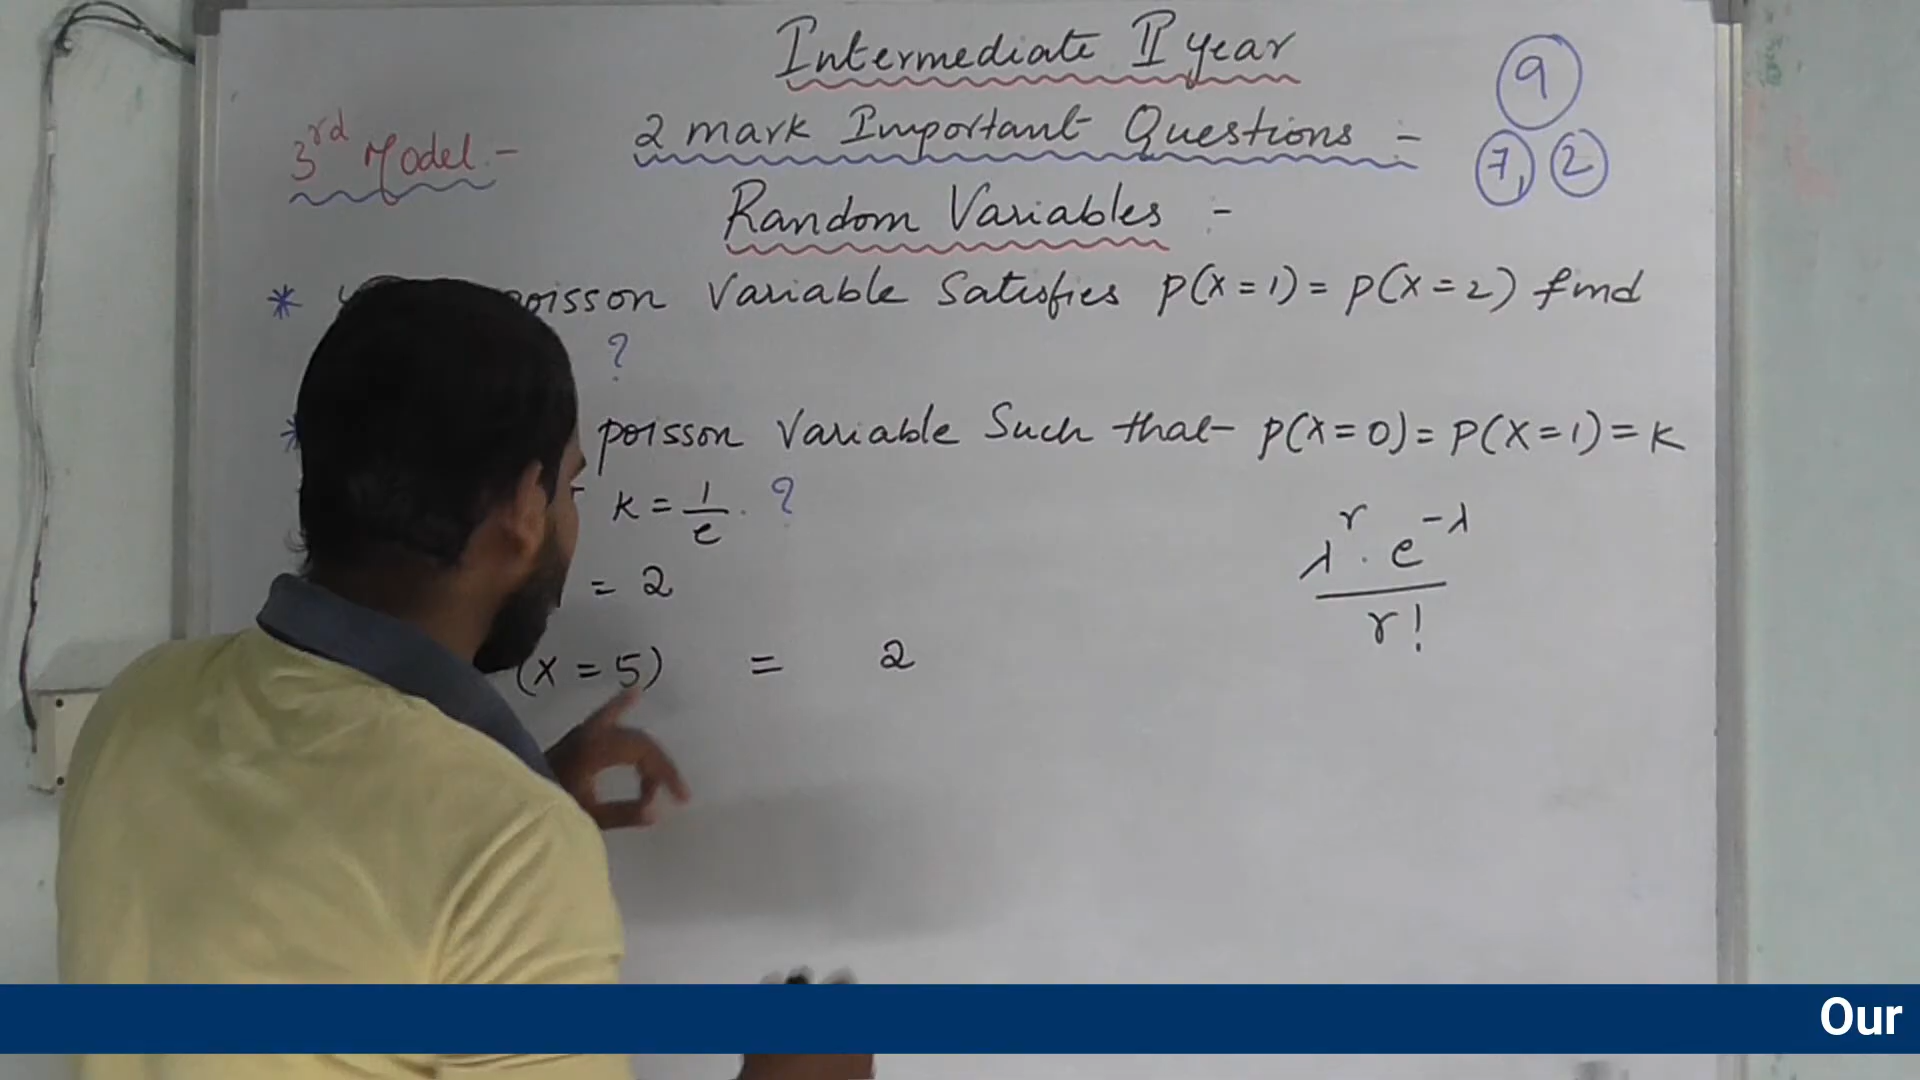 Intermediate II year
9
3rd Model :-
2 mark Important Questions :-
7, 2
Random Variables :-
* poisson Variable Satisfies P(X = 1) = P(X = 2) find
?
* poisson Variable Such that P(X = 0) = P(X = 1) = K
K = 1/e . ?
λ^r . e^-λ / r!
= 2
(X = 5) = 2
Our